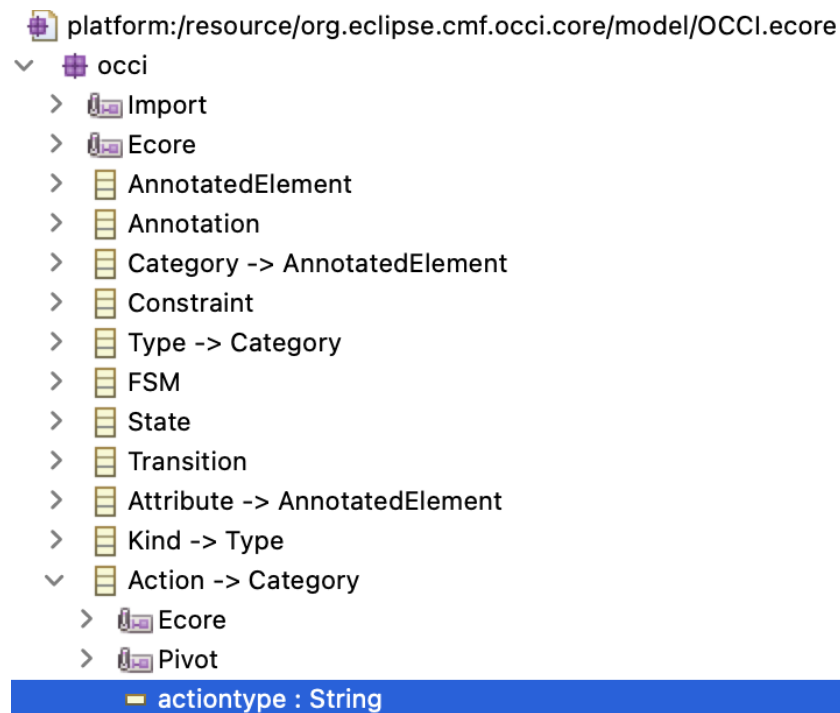 platform:/resource/org.eclipse.cmf.occi.core/model/OCCI.ecore
occi
Import
Ecore
AnnotatedElement
Annotation
Category -> AnnotatedElement
Constraint
Type -> Category
FSM
State
Transition
Attribute -> AnnotatedElement
Kind -> Type
Action -> Category
Ecore
Pivot
actiontype : String